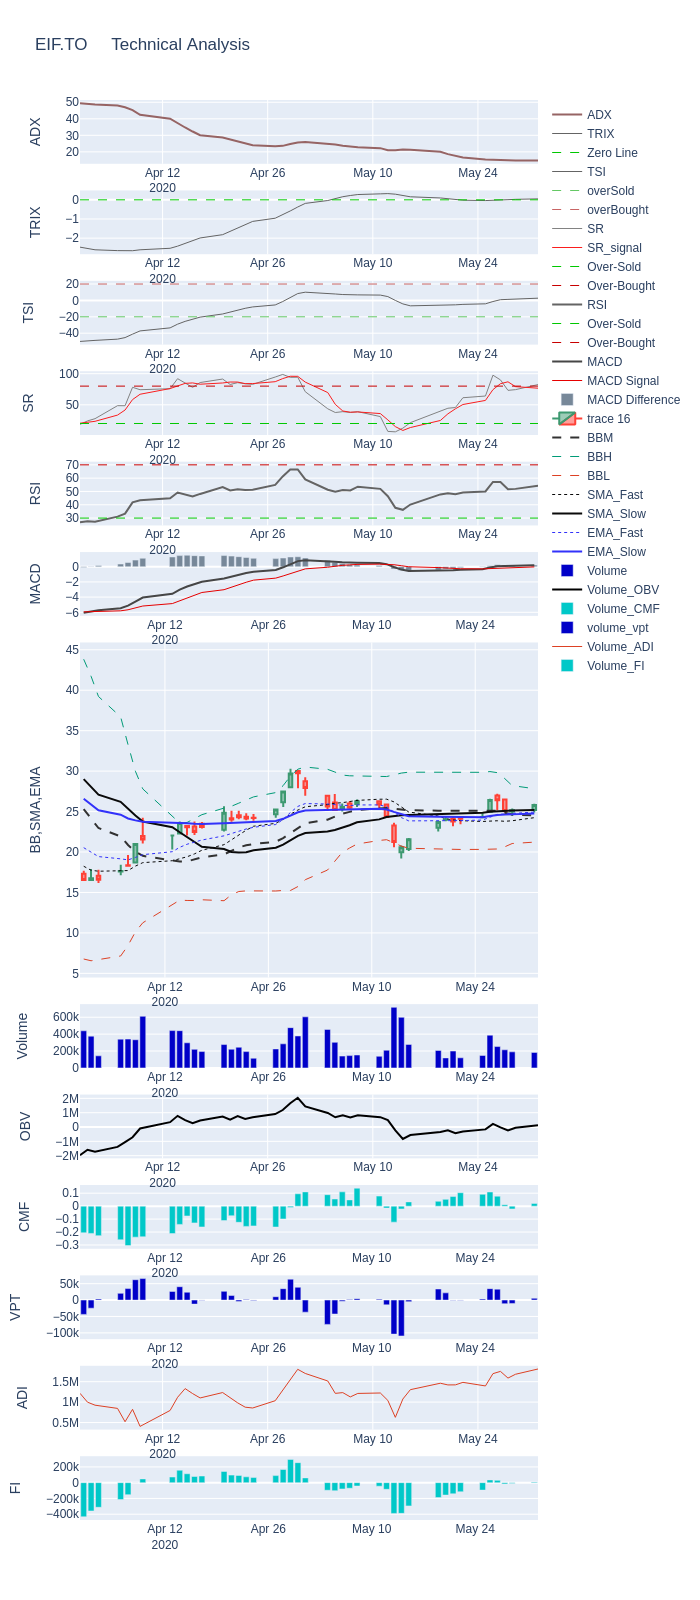 EIF.TO Technical Analysis
ADX
50
40
30
20
Apr 12
2020
Apr 26
May 10
May 24
TRIX
0
−1
−2
Apr 12
2020
Apr 26
May 10
May 24
TSI
20
0
−20
−40
Apr 12
2020
Apr 26
May 10
May 24
SR
100
50
Apr 12
2020
Apr 26
May 10
May 24
RSI
70
60
50
40
30
Apr 12
2020
Apr 26
May 10
May 24
MACD
0
−2
−4
−6
Apr 12
2020
Apr 26
May 10
May 24
BB,SMA,EMA
45
40
35
30
25
20
15
10
5
Apr 12
2020
Apr 26
May 10
May 24
Volume
600k
400k
200k
0
Apr 12
2020
Apr 26
May 10
May 24
OBV
2M
1M
0
−1M
−2M
Apr 12
2020
Apr 26
May 10
May 24
CMF
0.1
0
−0.1
−0.2
−0.3
Apr 12
2020
Apr 26
May 10
May 24
VPT
50k
0
−50k
−100k
Apr 12
2020
Apr 26
May 10
May 24
ADI
1.5M
1M
0.5M
Apr 12
2020
Apr 26
May 10
May 24
FI
200k
0
−200k
−400k
Apr 12
2020
Apr 26
May 10
May 24
ADX
TRIX
Zero Line
TSI
overSold
overBought
SR
SR_signal
Over-Sold
Over-Bought
RSI
Over-Sold
Over-Bought
MACD
MACD Signal
MACD Difference
trace 16
BBM
BBH
BBL
SMA_Fast
SMA_Slow
EMA_Fast
EMA_Slow
Volume
Volume_OBV
Volume_CMF
volume_vpt
Volume_ADI
Volume_FI